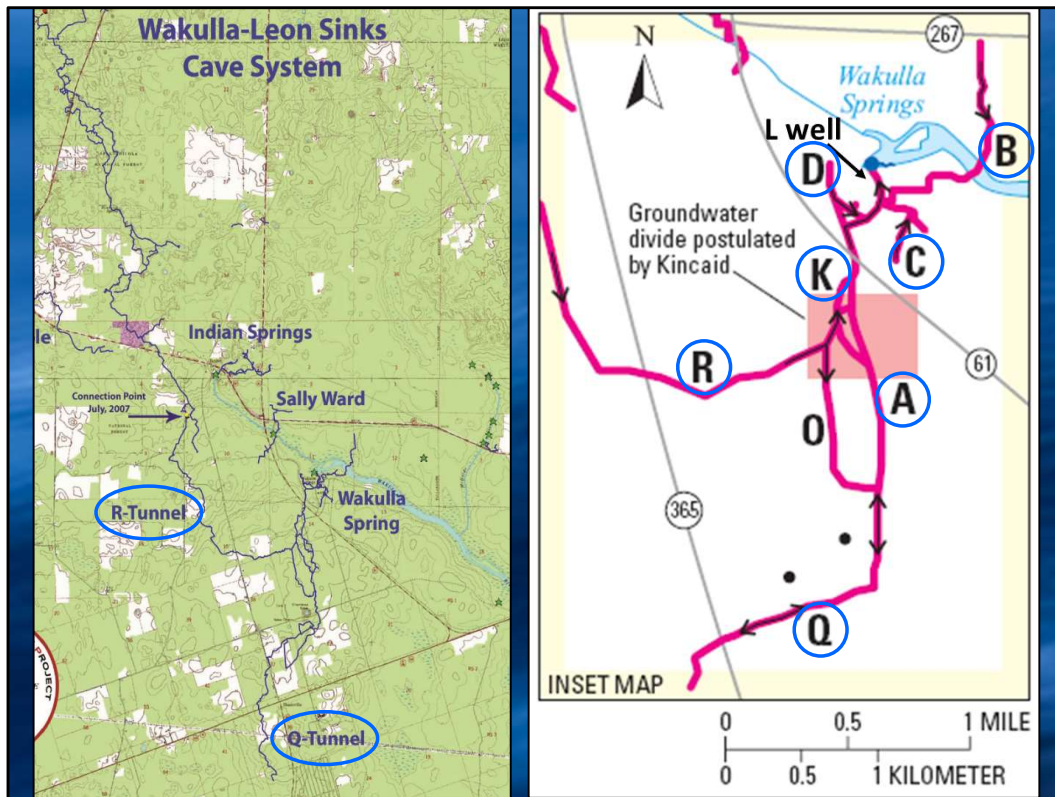 Wakulla-Leon Sinks
Cave System
Indian Springs
le
Connection Point
July, 2007
Sally Ward
Wakulla
Spring
R-Tunnel
Q-Tunnel
PROJECT
N
267
Wakulla
Springs
L well
B
D
Groundwater
divide postulated
by Kincaid
K
C
R
61
A
O
365
Q
INSET MAP
0 0.5 1 MILE
0 0.5 1 KILOMETER